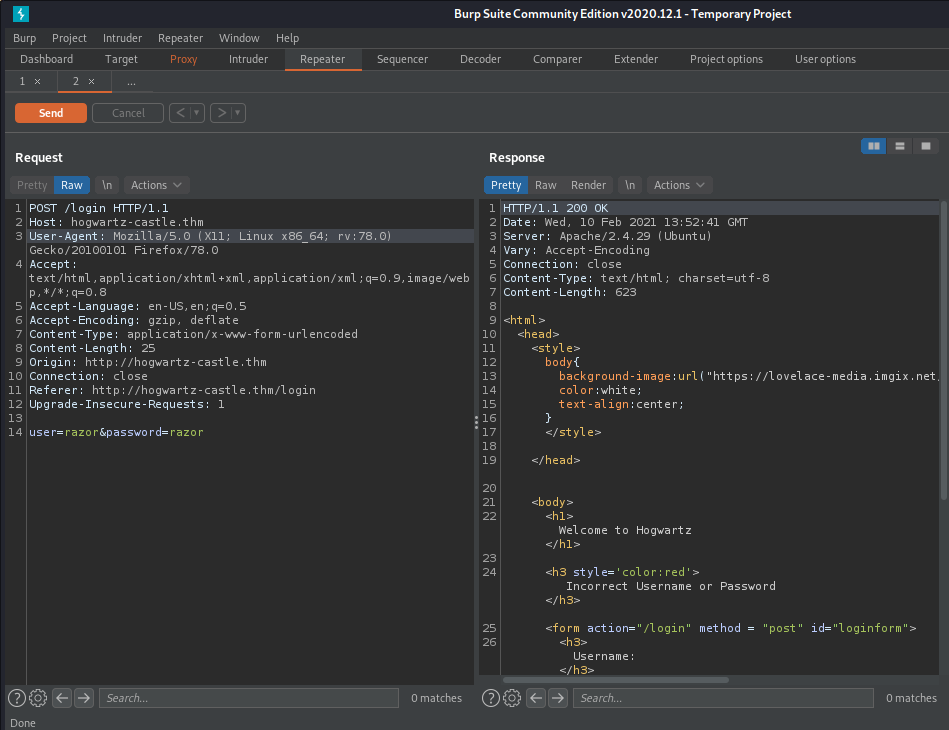 Burp Suite Community Edition v2020.12.1 - Temporary Project
Burp Project Intruder Repeater Window Help
Dashboard Target Proxy Intruder Repeater Sequencer Decoder Comparer Extender Project options User options
1 × 2 × ...
Send Cancel < >
Request
Pretty Raw \n Actions
1 POST /login HTTP/1.1
2 Host: hogwartz-castle.thm
3 User-Agent: Mozilla/5.0 (X11; Linux x86_64; rv:78.0)
Gecko/20100101 Firefox/78.0
4 Accept:
text/html,application/xhtml+xml,application/xml;q=0.9,image/web
p,*/*;q=0.8
5 Accept-Language: en-US,en;q=0.5
6 Accept-Encoding: gzip, deflate
7 Content-Type: application/x-www-form-urlencoded
8 Content-Length: 25
9 Origin: http://hogwartz-castle.thm
10 Connection: close
11 Referer: http://hogwartz-castle.thm/login
12 Upgrade-Insecure-Requests: 1
13
14 user=razor&password=razor
Search...
0 matches
Response
Pretty Raw Render \n Actions
1 HTTP/1.1 200 OK
2 Date: Wed, 10 Feb 2021 13:52:41 GMT
3 Server: Apache/2.4.29 (Ubuntu)
4 Vary: Accept-Encoding
5 Connection: close
6 Content-Type: text/html; charset=utf-8
7 Content-Length: 623
8
9 <html>
10 <head>
11 <style>
12 body{
13 background-image:url("https://lovelace-media.imgix.net
14 color:white;
15 text-align:center;
16 }
17 </style>
18
19 </head>
20
21 <body>
22 <h1>
Welcome to Hogwartz
</h1>
23
24 <h3 style='color:red'>
Incorrect Username or Password
</h3>
25 <form action="/login" method = "post" id="loginform">
26 <h3>
Username:
</h3>
Search...
0 matches
Done